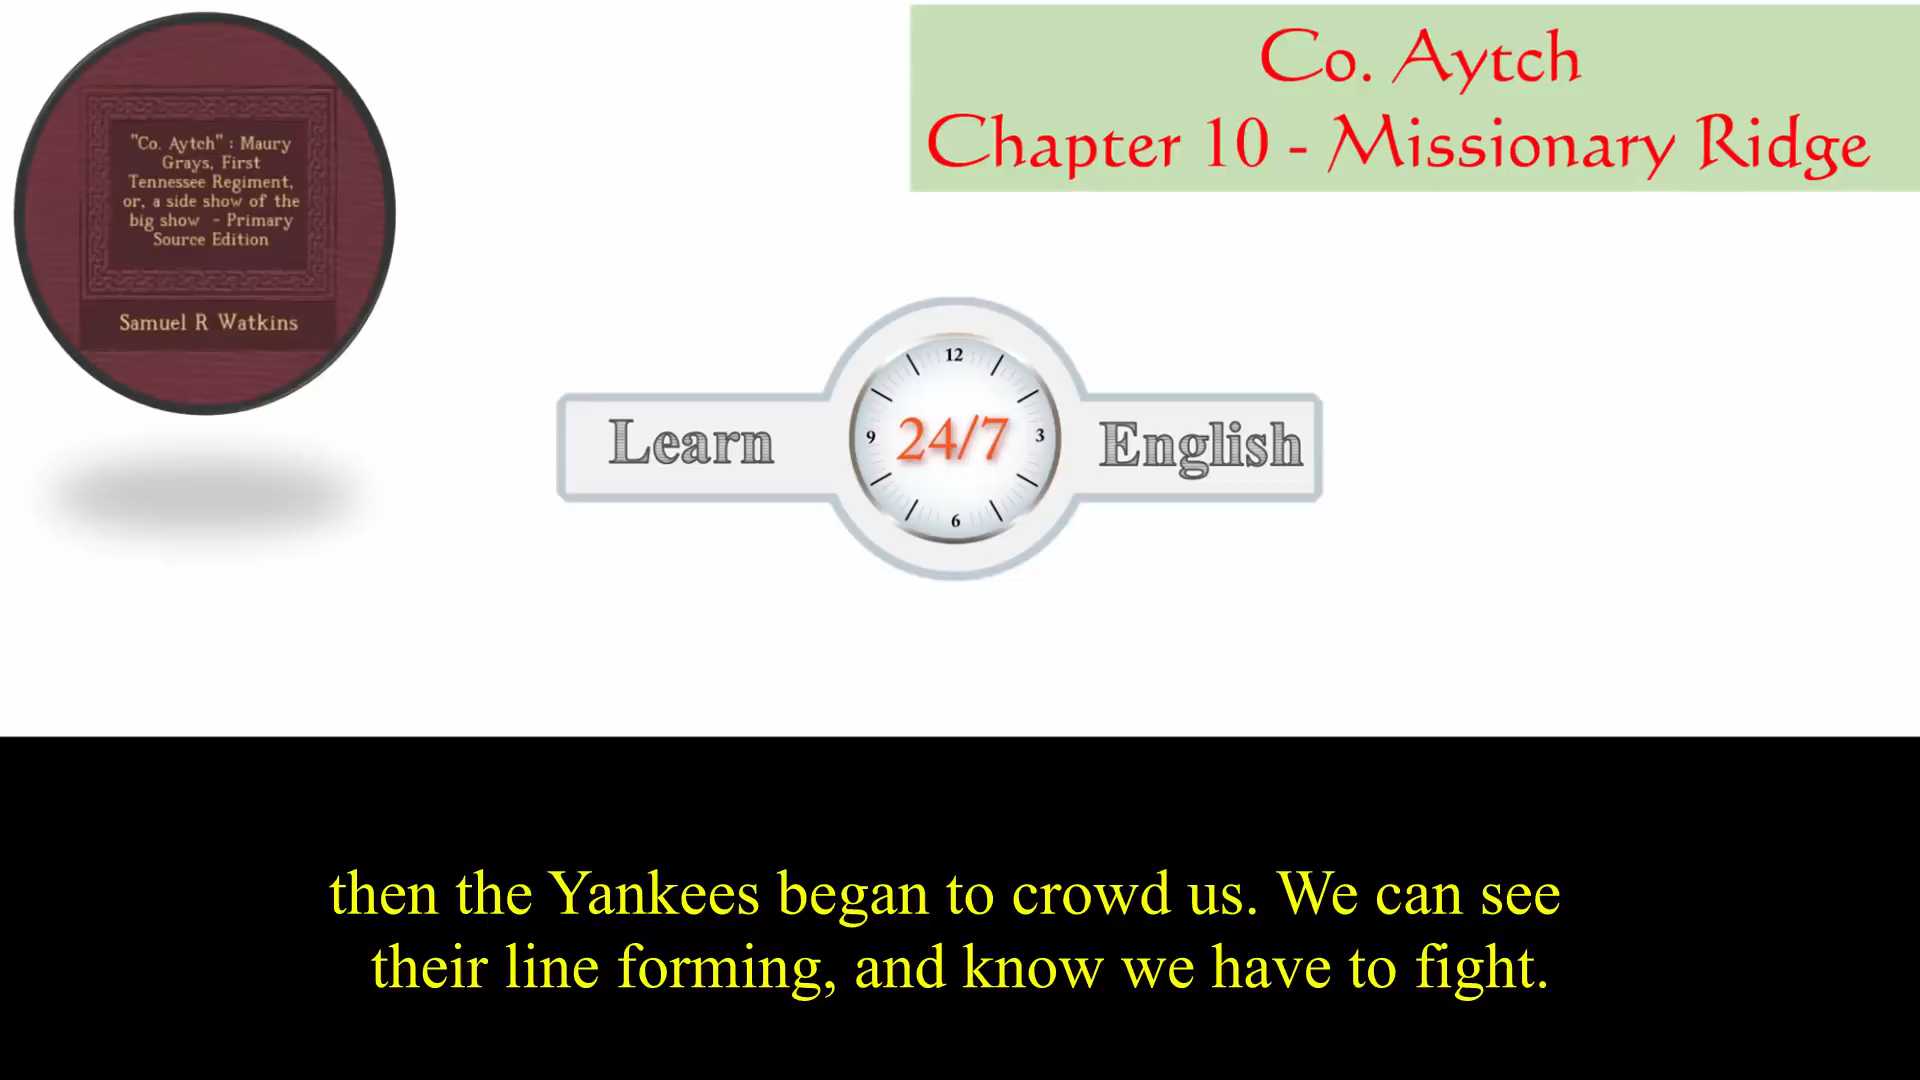 Co. Aytch
Chapter 10 - Missionary Ridge
"Co. Aytch" : Maury
Grays, First
Tennessee Regiment,
or, a side show of the
big show - Primary
Source Edition
Samuel R Watkins
12
9
3
6
Learn
24/7
English
then the Yankees began to crowd us. We can see
their line forming, and know we have to fight.